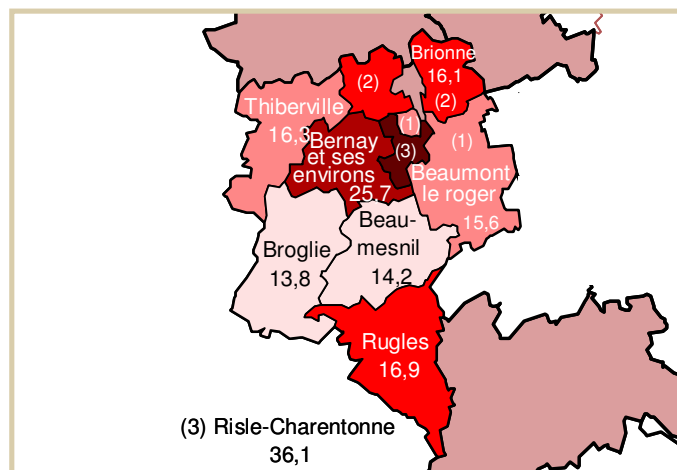 Brionne
16,1
(2)
(2)
Thiberville
16,3
(1)
(1)
(3)
Bernay
et ses
environs
25,7
Beaumont
le roger
15,6
Beau-
mesnil
14,2
Broglie
13,8
Rugles
16,9
(3) Risle-Charentonne
36,1